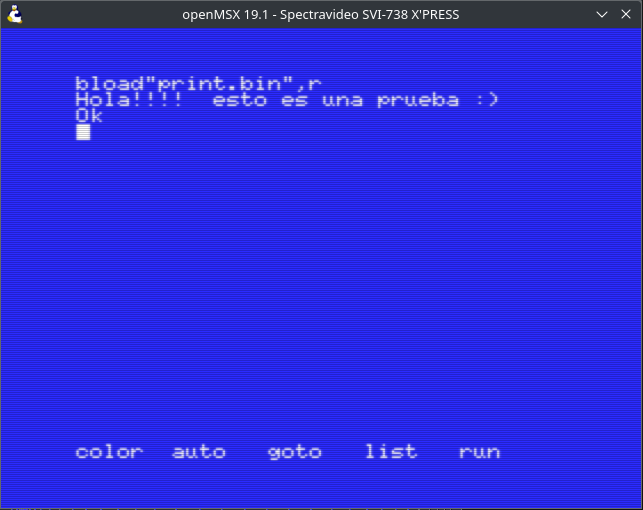 openMSX 19.1 - Spectravideo SVI-738 X'PRESS
bload"print.bin",r
Hola!!!!  esto es una prueba :)
Ok
color  auto   goto   list   run